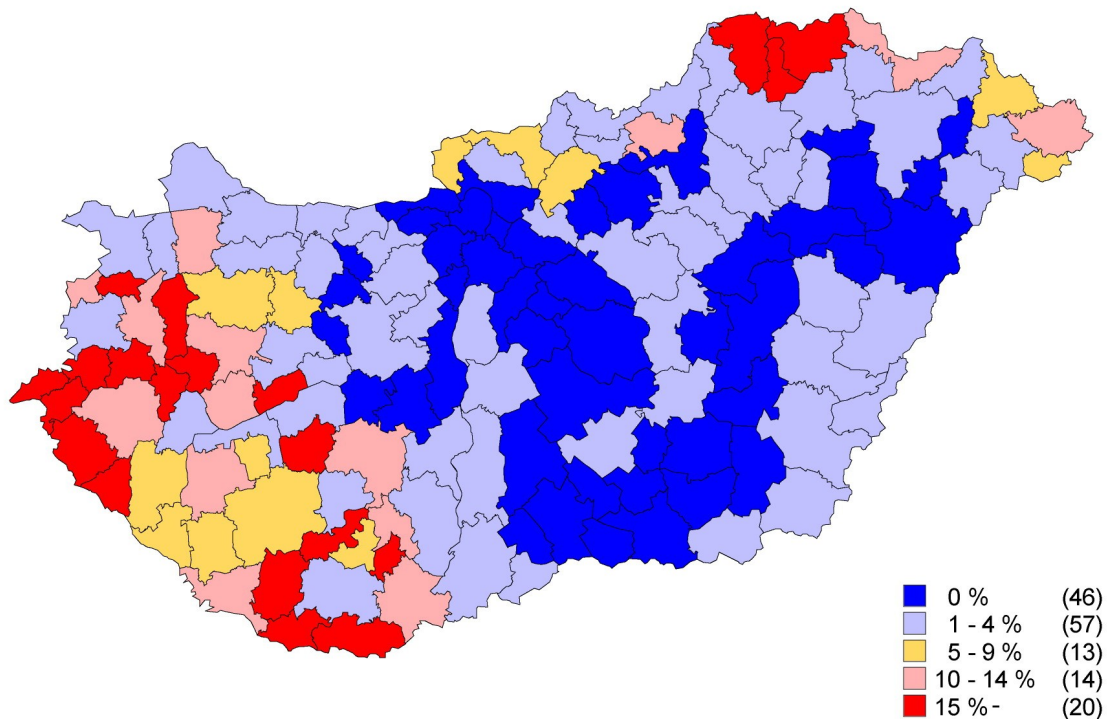 0 % (46)
1 - 4 % (57)
5 - 9 % (13)
10 - 14 % (14)
15 % - (20)